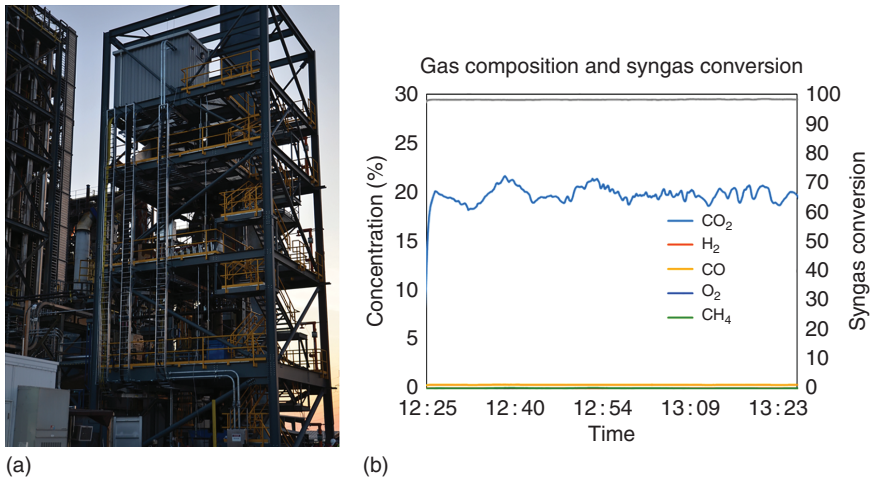 Gas composition and syngas conversion
30
25
20
15
10
5
0
Concentration (%)
100
90
80
70
60
50
40
30
20
10
0
Syngas conversion
CO₂
H₂
CO
O₂
CH₄
12:25 12:40 12:54 13:09 13:23
Time
(a) (b)